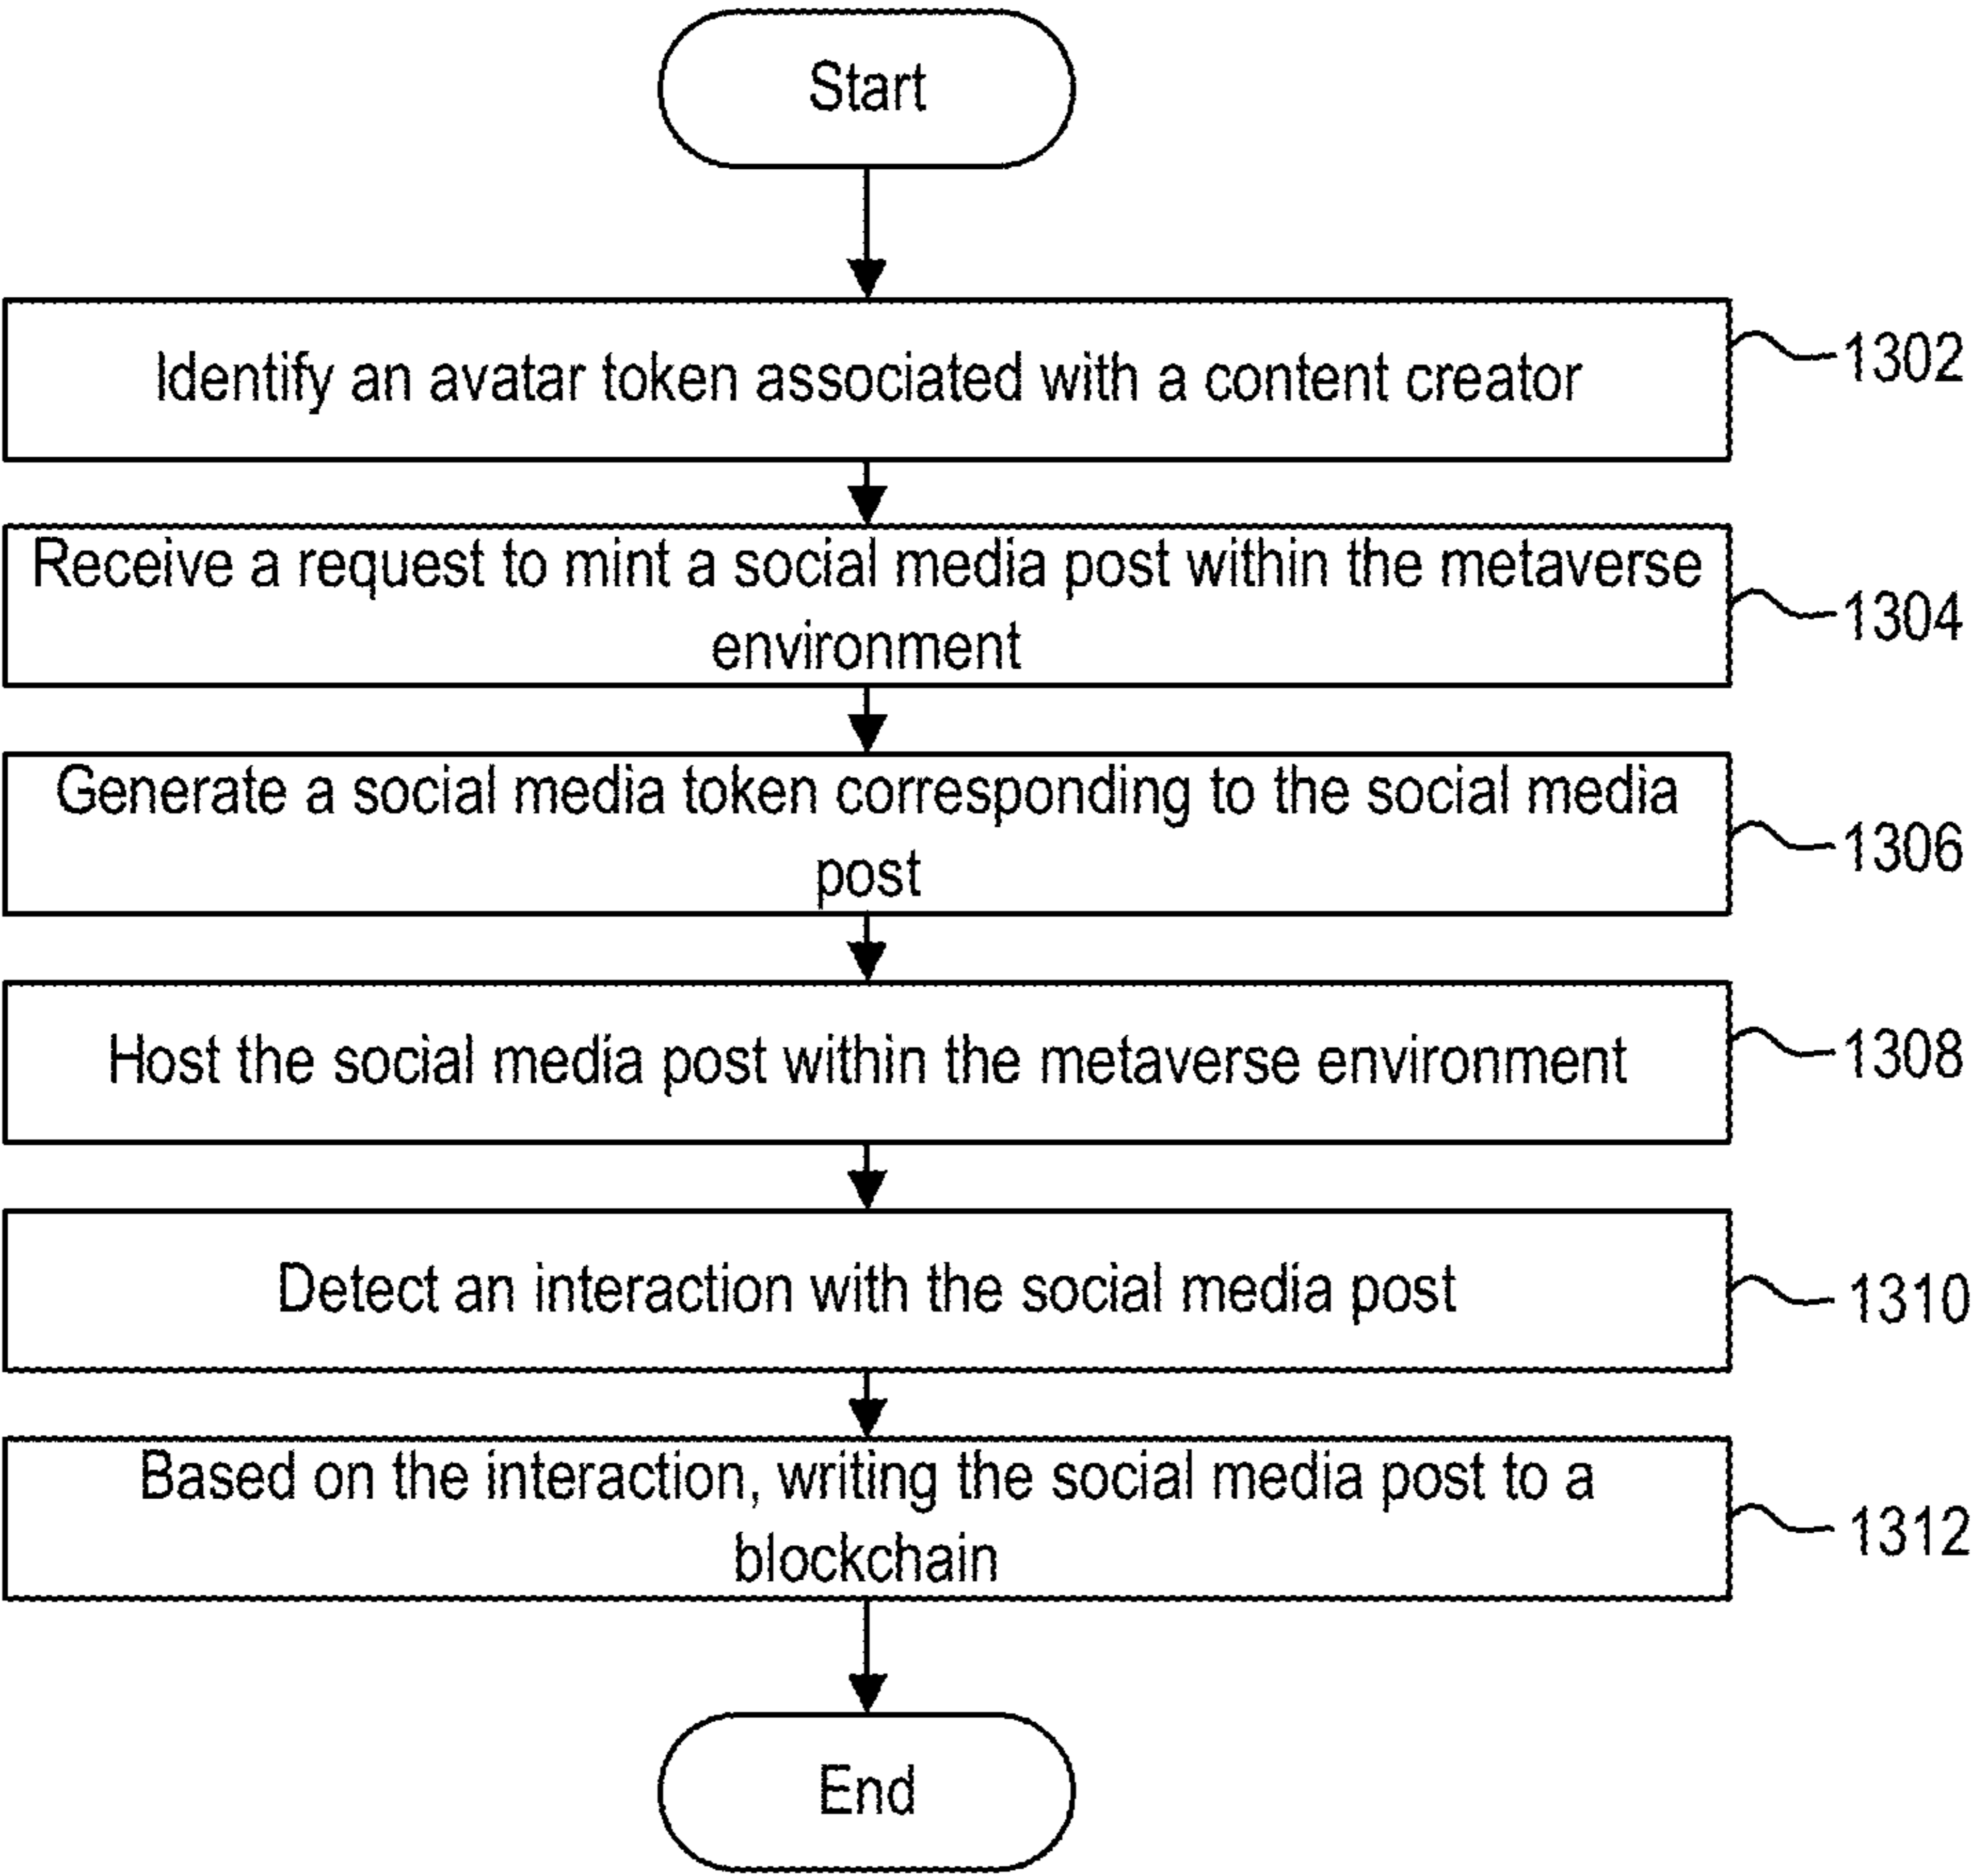 Start
Identify an avatar token associated with a content creator
1302
Receive a request to mint a social media post within the metaverse
environment
1304
Generate a social media token corresponding to the social media
post
1306
Host the social media post within the metaverse environment
1308
Detect an interaction with the social media post
1310
Based on the interaction, writing the social media post to a
blockchain
1312
End